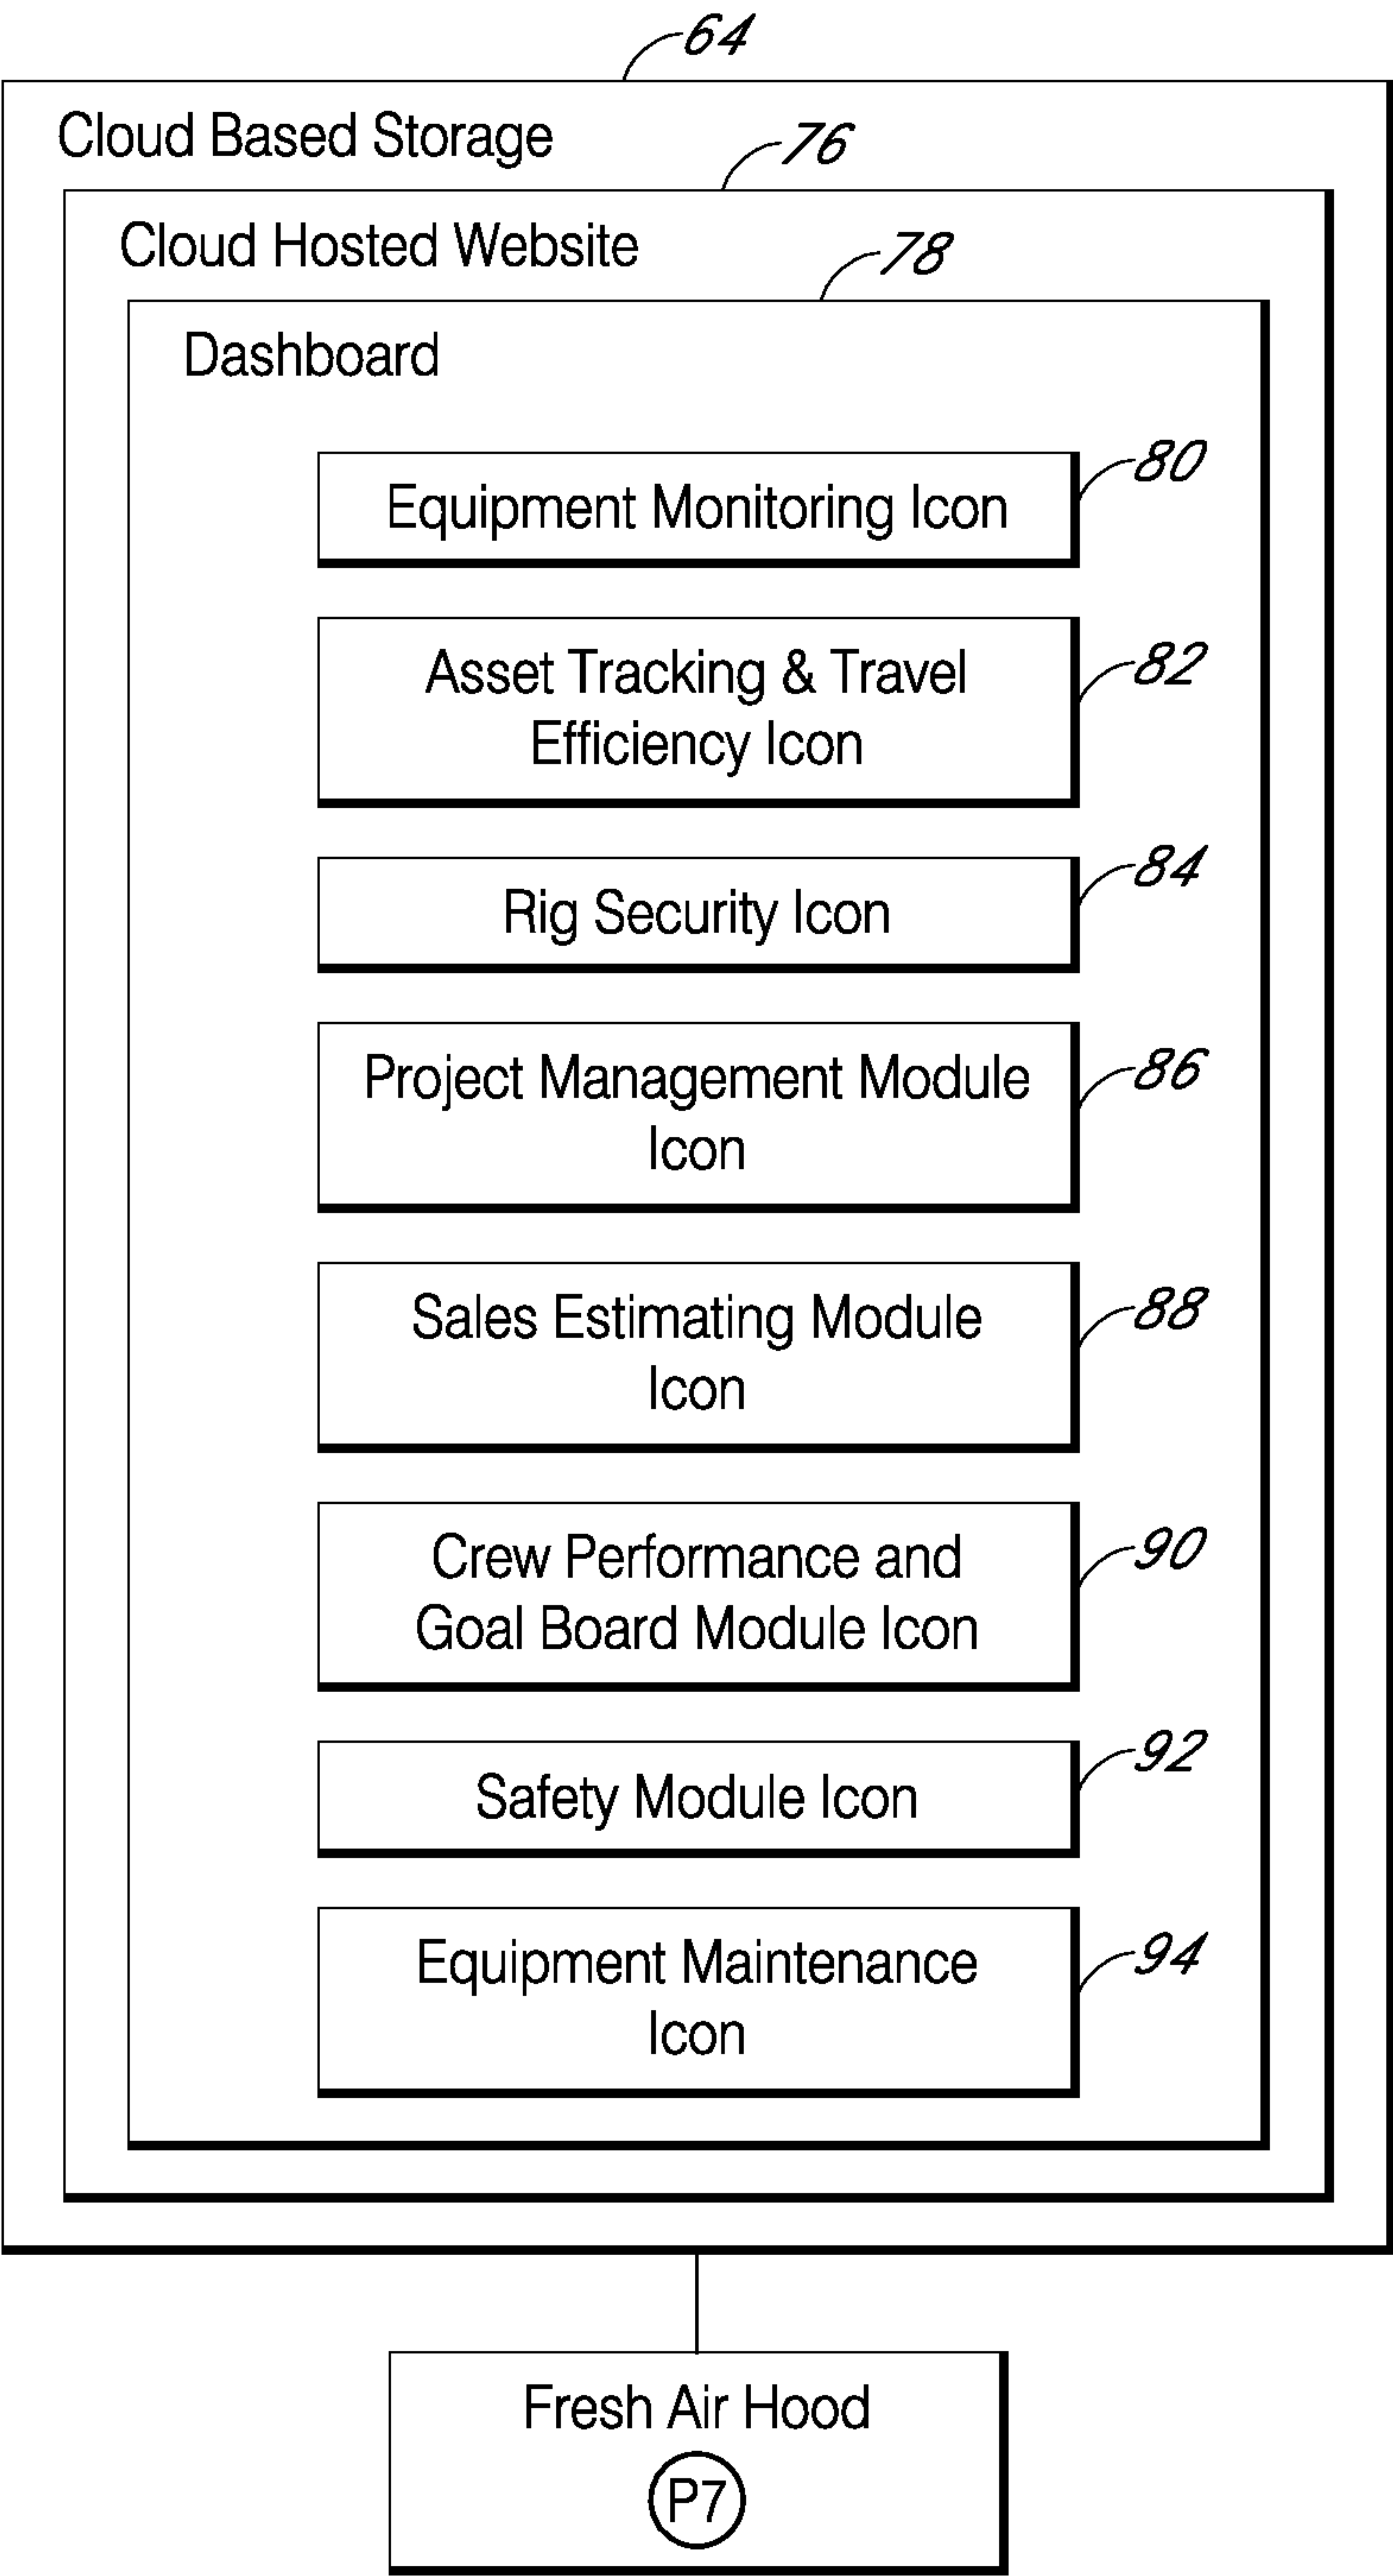 64
Cloud Based Storage
76
Cloud Hosted Website
78
Dashboard
80
Equipment Monitoring Icon
82
Asset Tracking & Travel
Efficiency Icon
84
Rig Security Icon
86
Project Management Module
Icon
88
Sales Estimating Module
Icon
90
Crew Performance and
Goal Board Module Icon
92
Safety Module Icon
94
Equipment Maintenance
Icon
Fresh Air Hood
P7